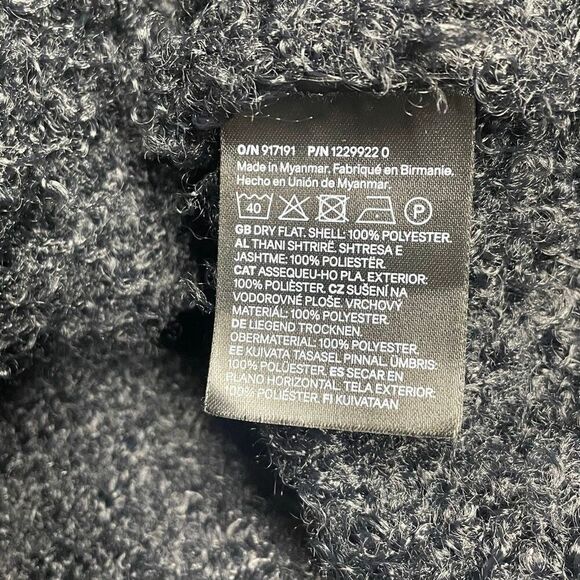 O/N 917191 P/N 1229922 0
Made in Myanmar. Fabriqué en Birmanie.
Hecho en Unión de Myanmar.
40 P
GB DRY FLAT. SHELL: 100% POLYESTER.
AL THANI SHTRIRË. SHTRESA E
JASHTME: 100% POLIESTËR.
CAT ASSEQUEU-HO PLA. EXTERIOR:
100% POLIÈSTER. CZ SUŠENÍ NA
VODOROVNÉ PLOŠE. VRCHOVÝ
MATERIÁL: 100% POLYESTER.
DE LIEGEND TROCKNEN.
OBERMATERIAL: 100% POLYESTER.
EE KUIVATA TASASEL PINNAL. ÜMBRIS:
100% POLÜESTER. ES SECAR EN
PLANO HORIZONTAL. TELA EXTERIOR:
100% POLIÉSTER. FI KUIVATAAN